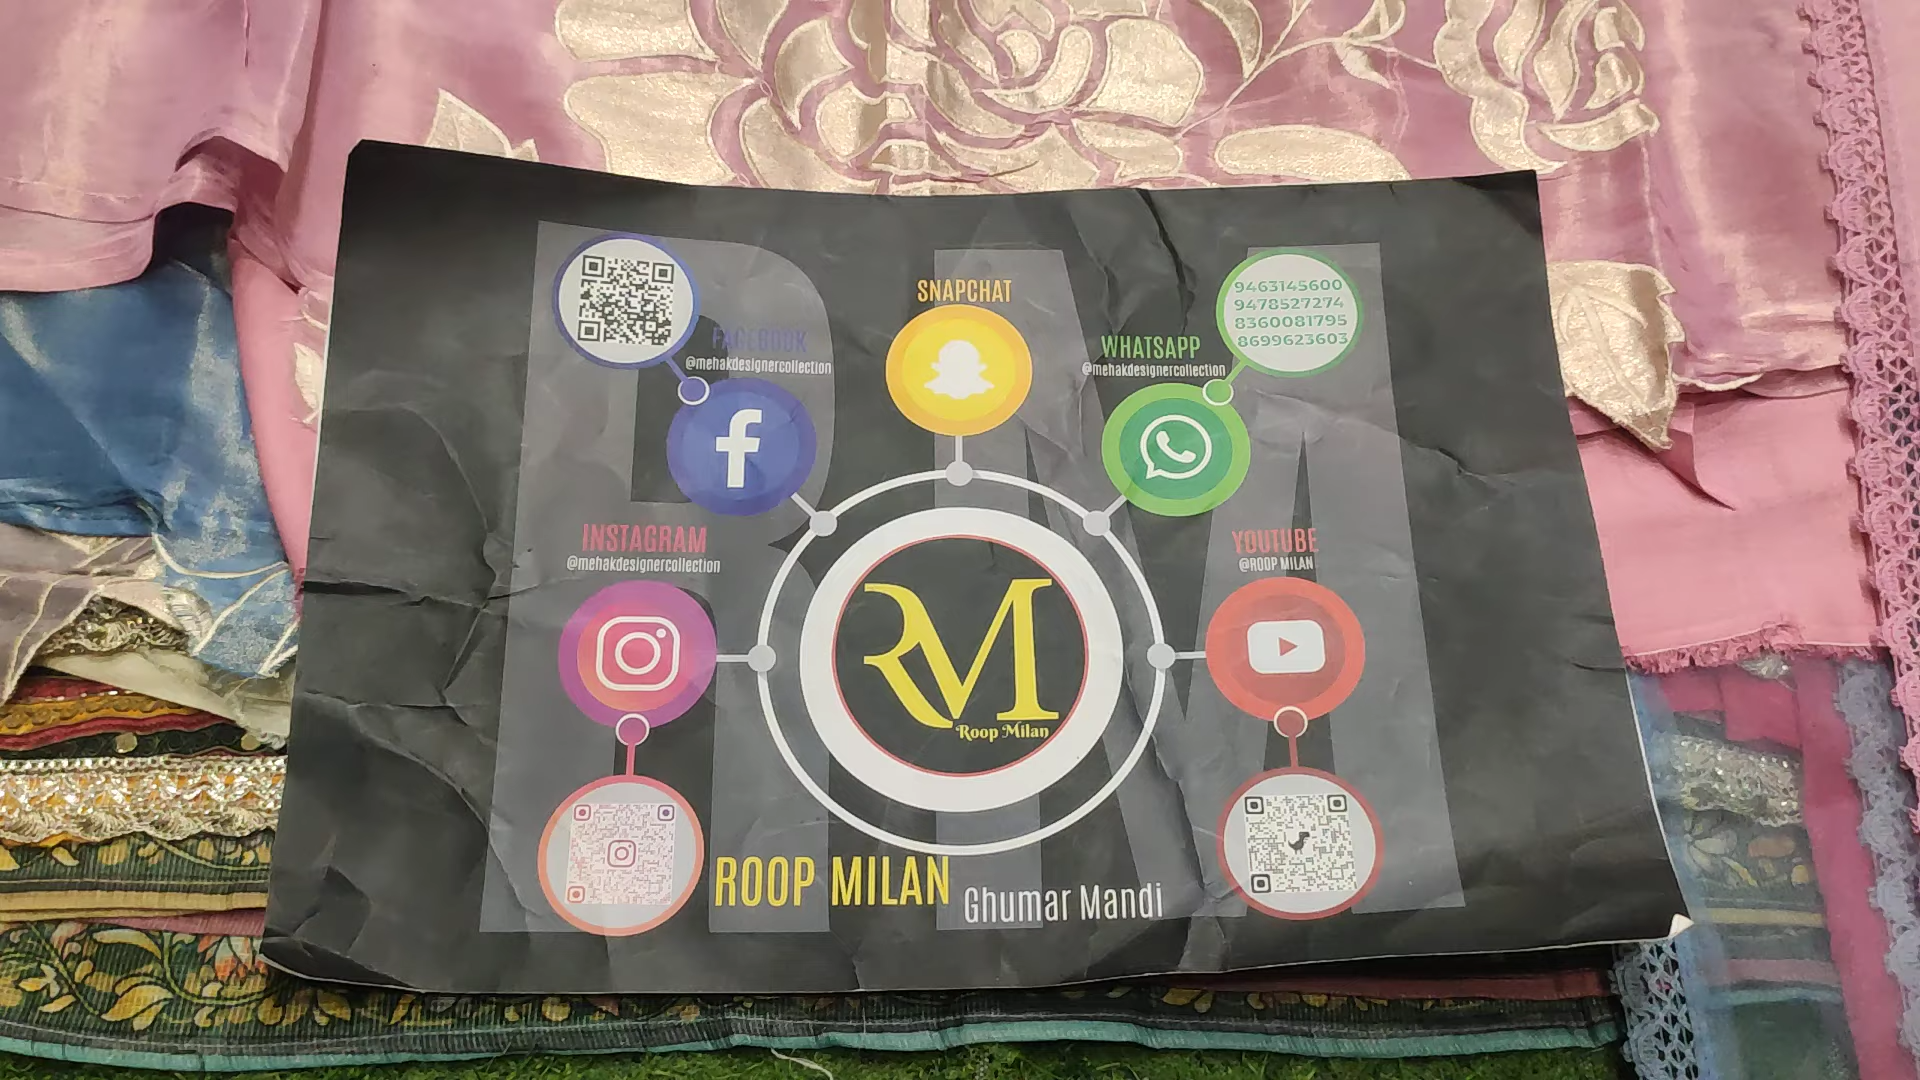 SNAPCHAT
9463145600
9478527274
8360081795
8699623603
FACEBOOK
@mehakdesignercollection
WHATSAPP
@mehakdesignercollection
INSTAGRAM
@mehakdesignercollection
YOUTUBE
@ROOP MILAN
RM
Roop Milan
ROOP MILAN
Ghumar Mandi